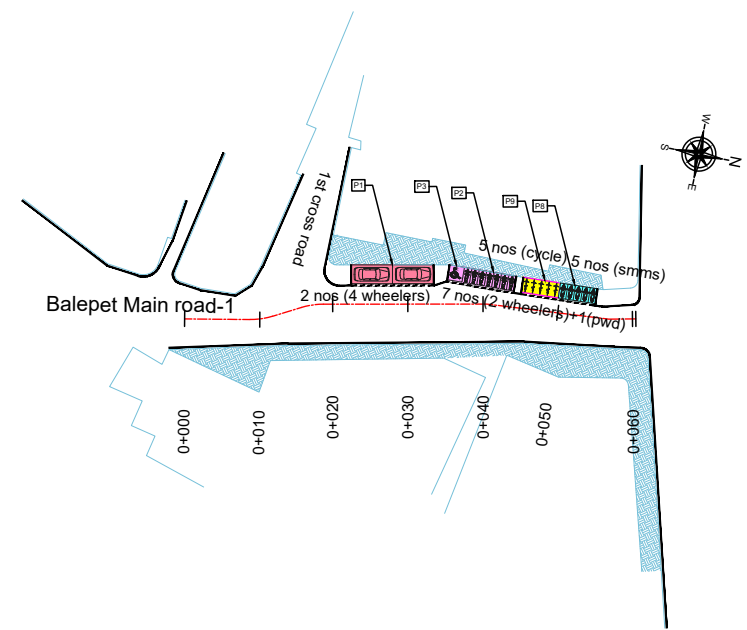 W
S
N
E
P1
P3
P2
P9
P8
1st cross road
5 nos (cycle)
5 nos (smms)
Balepet Main road-1
2 nos (4 wheelers)
7 nos (2 wheelers)+1(pwd)
0+000
0+010
0+020
0+030
0+040
0+050
0+060